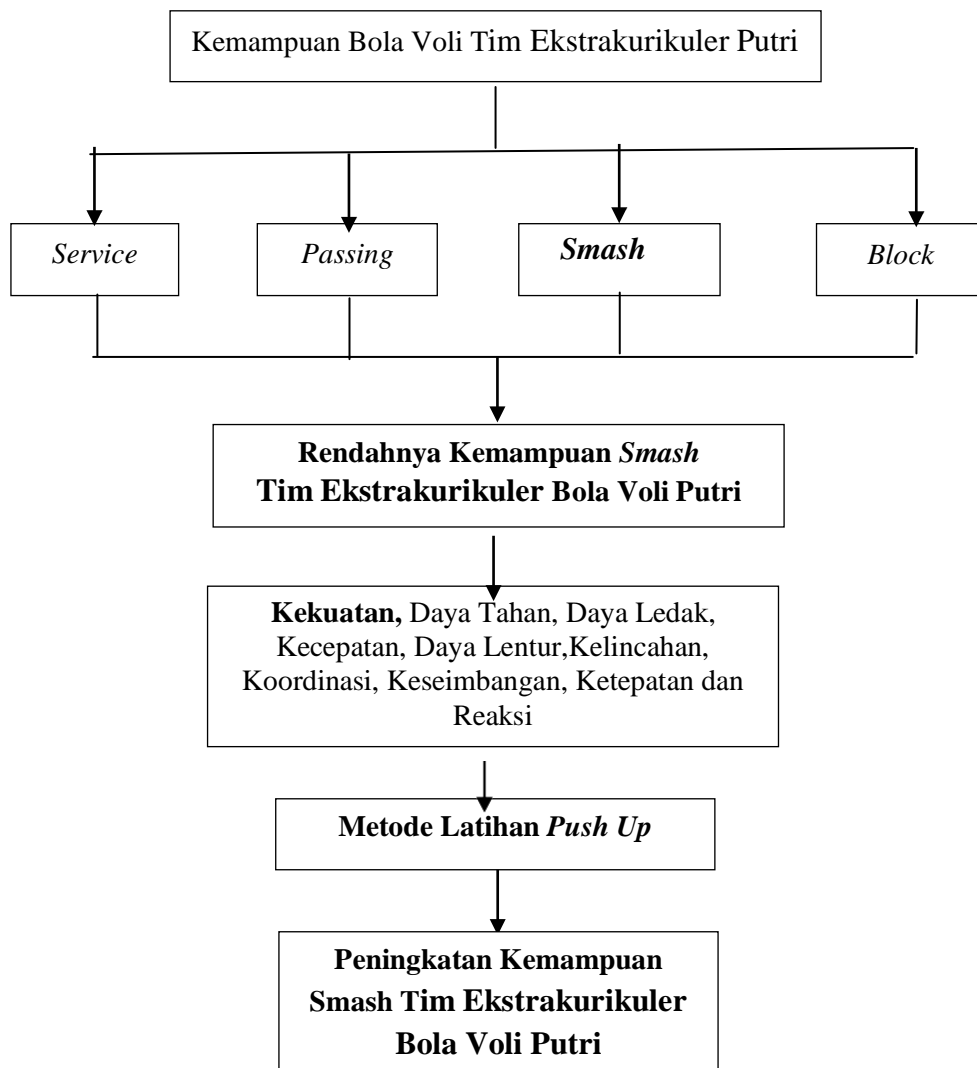 Kemampuan Bola Voli Tim Ekstrakurikuler Putri
Service
Passing
Smash
Block
Rendahnya Kemampuan Smash
Tim Ekstrakurikuler Bola Voli Putri
Kekuatan, Daya Tahan, Daya Ledak,
Kecepatan, Daya Lentur,Kelincahan,
Koordinasi, Keseimbangan, Ketepatan dan
Reaksi
Metode Latihan Push Up
Peningkatan Kemampuan
Smash Tim Ekstrakurikuler
Bola Voli Putri